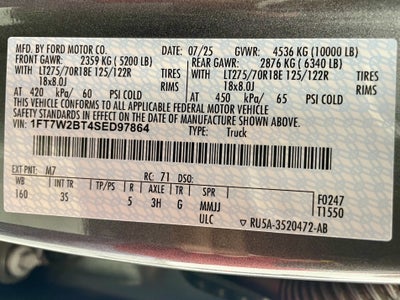 MFD. BY FORD MOTOR CO. 07/25 GVWR: 4536 KG (10000 LB)
FRONT GAWR: 2359 KG (5200 LB) REAR GAWR: 2876 KG (6340 LB)
WITH LT275/70R18E 125/122R TIRES WITH LT275/70R18E 125/122R TIRES
18x8.0J RIMS 18x8.0J RIMS
AT 420 kPa/ 60 PSI COLD AT 450 kPa/ 65 PSI COLD
THIS VEHICLE CONFORMS TO ALL APPLICABLE FEDERAL MOTOR VEHICLE
SAFETY STANDARDS IN EFFECT ON THE DATE OF MANUFACTURE SHOWN ABOVE.
VIN: 1FT7W2BT4SED97864 TYPE: Truck
EXT PNT: M7 RC: 71 DSO:
WB TP/PS R AXLE TR SPR F0247
160 3S 5 3H G MMJJ T1550
ULC ▽ RU5A-3520472-AB